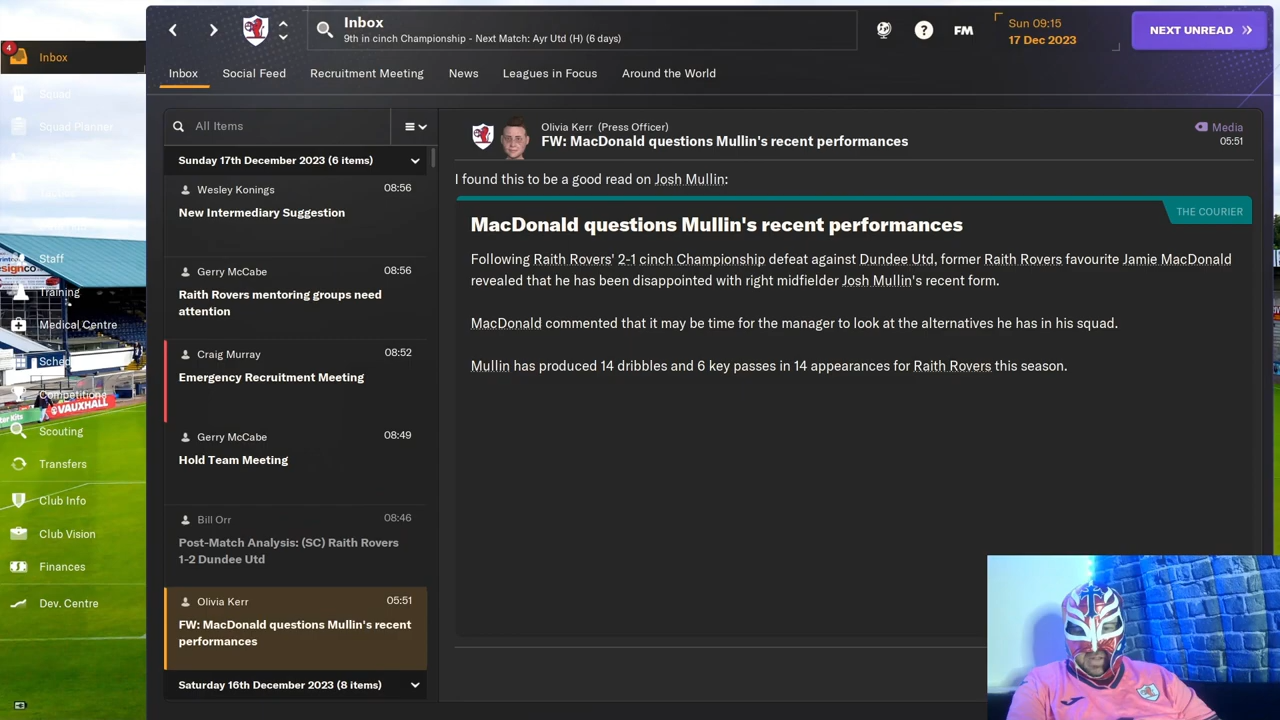 Inbox
9th in cinch Championship - Next Match: Ayr Utd (H) (6 days)
FM
Sun 09:15
17 Dec 2023
NEXT UNREAD
4
Inbox
Squad
Squad Planner
Staff
Training
Medical Centre
Sched
Competitions
Scouting
Transfers
Club Info
Club Vision
Finances
Dev. Centre
VAUXHALL
Inbox
Social Feed
Recruitment Meeting
News
Leagues in Focus
Around the World
All Items
Sunday 17th December 2023 (6 items)
Wesley Konings 08:56
New Intermediary Suggestion
Gerry McCabe 08:56
Raith Rovers mentoring groups need
attention
Craig Murray 08:52
Emergency Recruitment Meeting
Gerry McCabe 08:49
Hold Team Meeting
Bill Orr 08:46
Post-Match Analysis: (SC) Raith Rovers
1-2 Dundee Utd
Olivia Kerr 05:51
FW: MacDonald questions Mullin's recent
performances
Saturday 16th December 2023 (8 items)
Olivia Kerr (Press Officer)
FW: MacDonald questions Mullin's recent performances
Media
05:51
I found this to be a good read on Josh Mullin:
THE COURIER
MacDonald questions Mullin's recent performances
Following Raith Rovers' 2-1 cinch Championship defeat against Dundee Utd, former Raith Rovers favourite Jamie MacDonald
revealed that he has been disappointed with right midfielder Josh Mullin's recent form.
MacDonald commented that it may be time for the manager to look at the alternatives he has in his squad.
Mullin has produced 14 dribbles and 6 key passes in 14 appearances for Raith Rovers this season.